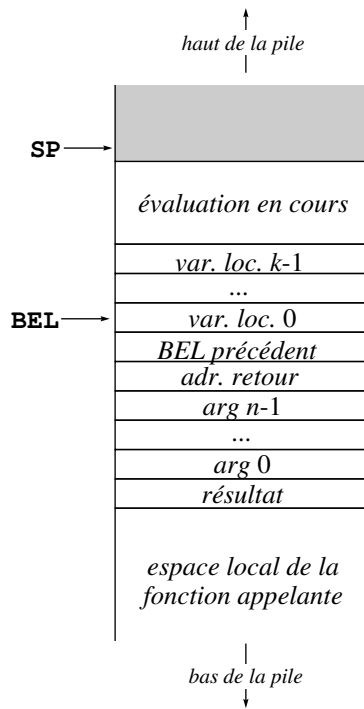 haut de la pile
SP
évaluation en cours
var. loc. k-1
...
BEL
var. loc. 0
BEL précédent
adr. retour
arg n-1
...
arg 0
résultat
espace local de la
fonction appelante
bas de la pile